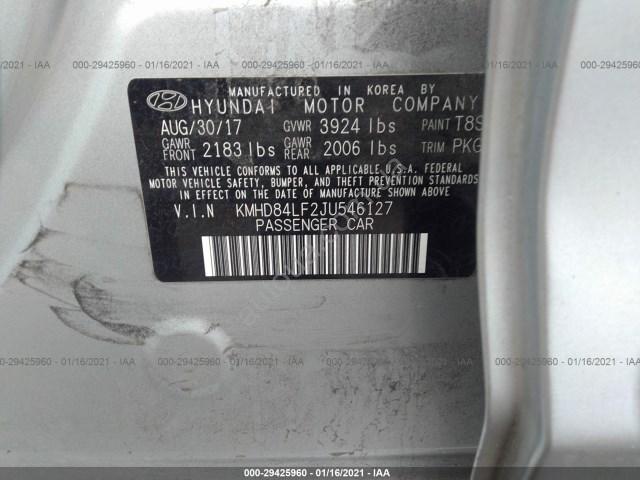 000-29425960 - 01/16/2021 - IAA 000-29425960 - 01/16/2021 - IAA 000-29425960 - 01/16/2021 - IAA
MANUFACTURED IN KOREA BY
HYUNDAI MOTOR COMPANY
AUG/30/17 GVWR 3924 lbs PAINT T8S
GAWR FRONT 2183 lbs GAWR REAR 2006 lbs TRIM PKG
THIS VEHICLE CONFORMS TO ALL APPLICABLE U.S.A. FEDERAL
MOTOR VEHICLE SAFETY, BUMPER, AND THEFT PREVENTION STANDARDS
IN EFFECT ON THE DATE OF MANUFACTURE SHOWN ABOVE.
V.I.N KMHD84LF2JU546127
PASSENGER CAR
000-29425960 - 01/16/2021 - IAA 000-29425960 - 01/16/2021 - IAA 000-29425960 - 01/16/2021 - IAA
000-29425960 - 01/16/2021 - IAA